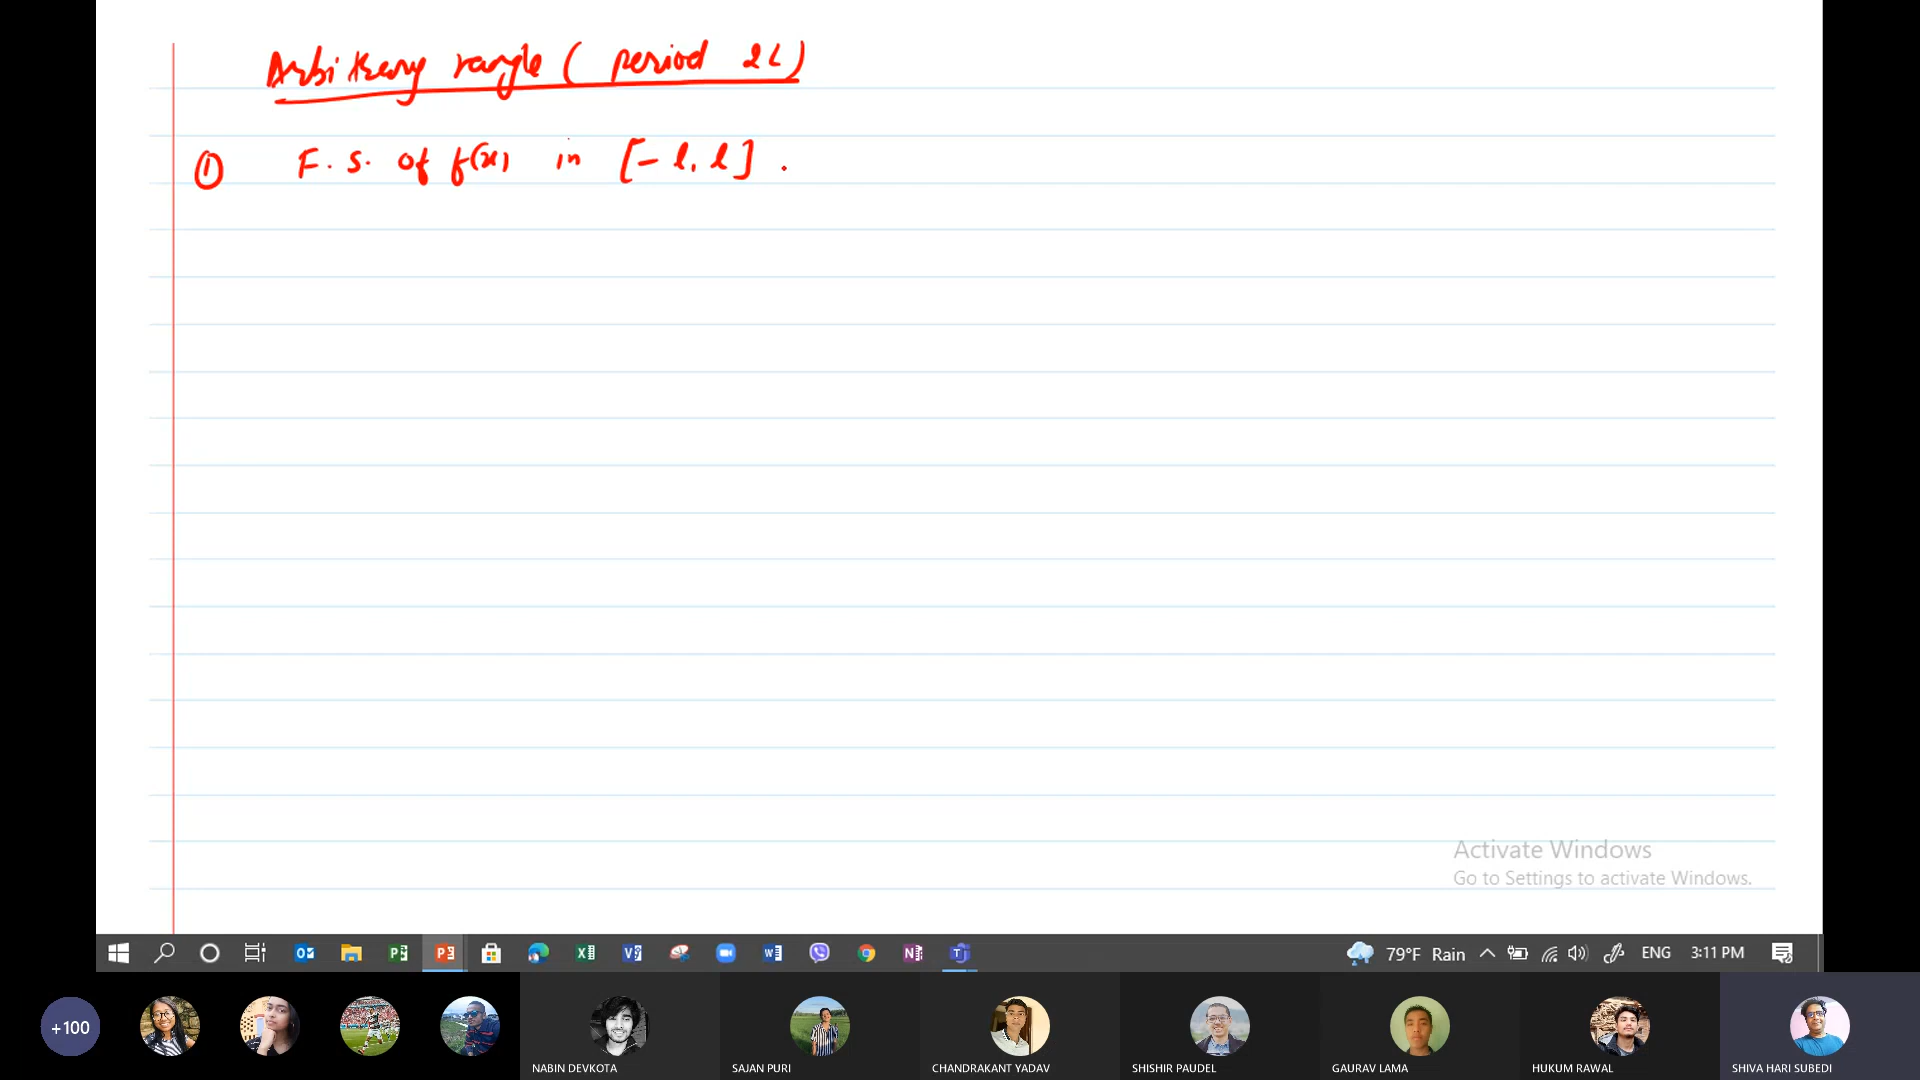 Arbitrary rangle ( period 2L)
① F. S. of f(x) in [- l, l] .
Activate Windows
Go to Settings to activate Windows.
79°F Rain ENG 3:11 PM
+100
NABIN DEVKOTA SAJAN PURI CHANDRAKANT YADAV SHISHIR PAUDEL GAURAV LAMA HUKUM RAWAL SHIVA HARI SUBEDI